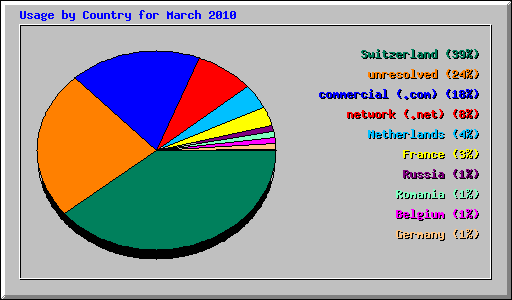 Usage by Country for March 2010
Switzerland (39%)
unresolved (24%)
commercial (.com) (18%)
network (.net) (8%)
Netherlands (4%)
France (3%)
Russia (1%)
Romania (1%)
Belgium (1%)
Germany (1%)